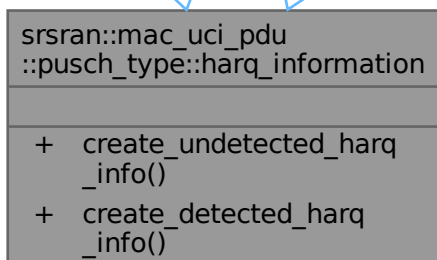 srsran::mac_uci_pdu
::pusch_type::harq_information
+ create_undetected_harq
_info()
+ create_detected_harq
_info()